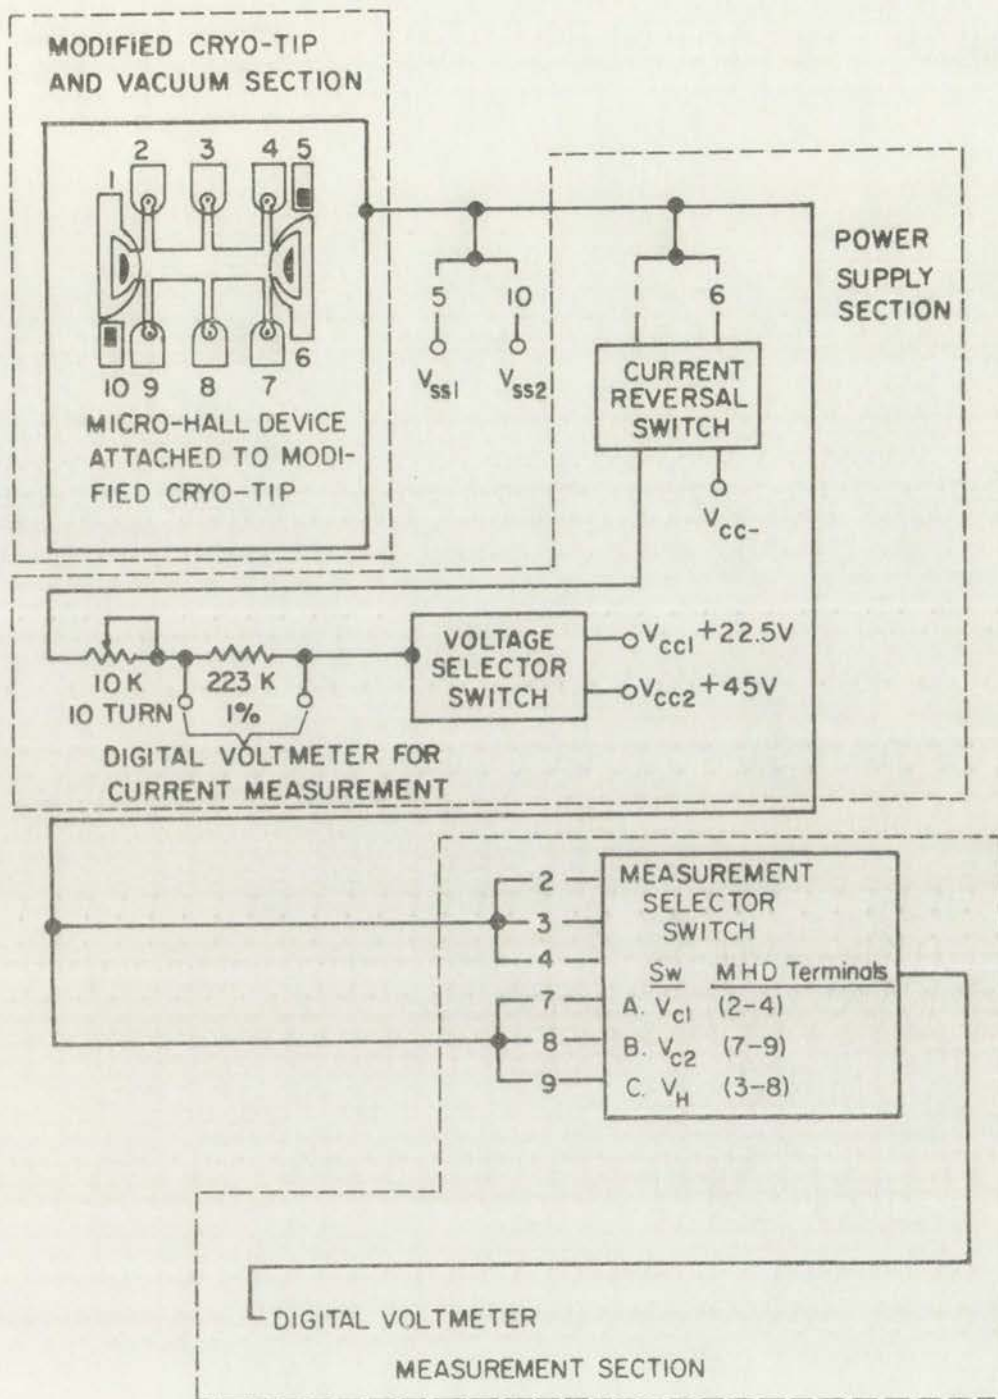 MODIFIED CRYO-TIP
AND VACUUM SECTION
2 3 4 5
1
6
10 9 8 7
MICRO-HALL DEVICE
ATTACHED TO MODI-
FIED CRYO-TIP
5 10
VSS1 VSS2
1 6
CURRENT
REVERSAL
SWITCH
VCC-
POWER
SUPPLY
SECTION
10 K
10 TURN
223 K
1%
DIGITAL VOLTMETER FOR
CURRENT MEASUREMENT
VOLTAGE
SELECTOR
SWITCH
VCC1 +22.5V
VCC2 +45V
2
3
4
7
8
9
MEASUREMENT
SELECTOR
SWITCH
Sw MHD Terminals
A. VC1 (2-4)
B. VC2 (7-9)
C. VH (3-8)
DIGITAL VOLTMETER
MEASUREMENT SECTION